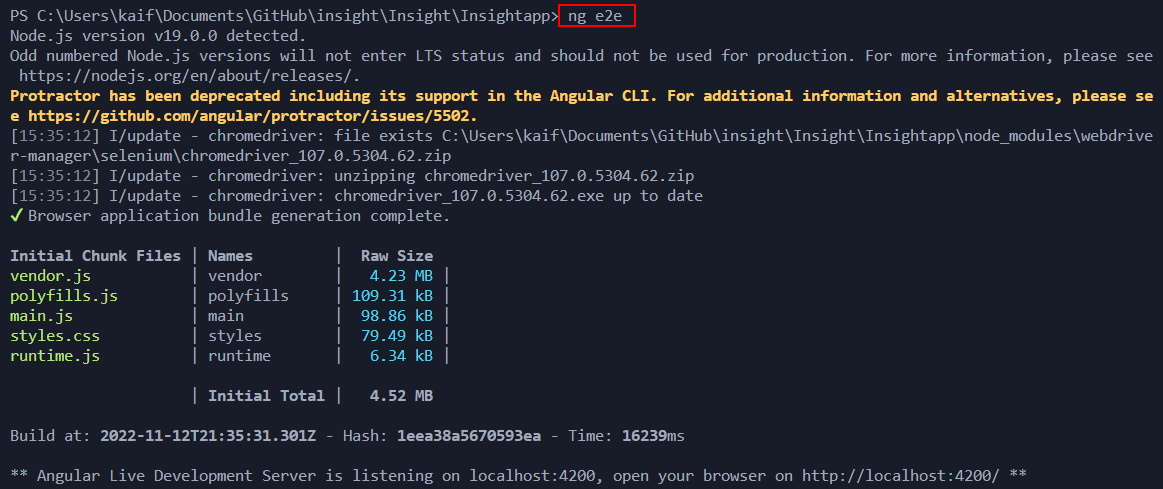 PS C:\Users\kaif\Documents\GitHub\insight\Insight\Insightapp> ng e2e
Node.js version v19.0.0 detected.
Odd numbered Node.js versions will not enter LTS status and should not be used for production. For more information, please see
 https://nodejs.org/en/about/releases/.
Protractor has been deprecated including its support in the Angular CLI. For additional information and alternatives, please se
e https://github.com/angular/protractor/issues/5502.
[15:35:12] I/update - chromedriver: file exists C:\Users\kaif\Documents\GitHub\insight\Insight\Insightapp\node_modules\webdrive
r-manager\selenium\chromedriver_107.0.5304.62.zip
[15:35:12] I/update - chromedriver: unzipping chromedriver_107.0.5304.62.zip
[15:35:12] I/update - chromedriver: chromedriver_107.0.5304.62.exe up to date
✓ Browser application bundle generation complete.
Initial Chunk Files | Names | Raw Size
vendor.js | vendor | 4.23 MB |
polyfills.js | polyfills | 109.31 kB |
main.js | main | 98.86 kB |
styles.css | styles | 79.49 kB |
runtime.js | runtime | 6.34 kB |
| Initial Total | 4.52 MB
Build at: 2022-11-12T21:35:31.301Z - Hash: 1eea38a5670593ea - Time: 16239ms
** Angular Live Development Server is listening on localhost:4200, open your browser on http://localhost:4200/ **